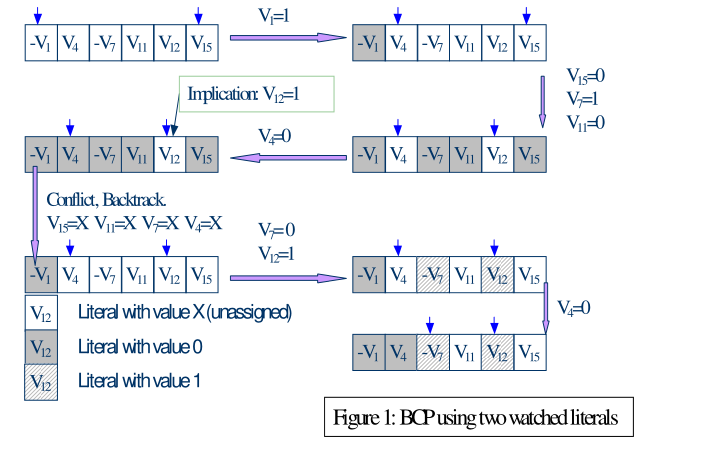 V1=1
-V1 V4 -V7 V11 V12 V15
-V1 V4 -V7 V11 V12 V15
V15=0
V7=1
V11=0
Implication: V12=1
V4=0
-V1 V4 -V7 V11 V12 V15
-V1 V4 -V7 V11 V12 V15
Conflict, Backtrack.
V15=X V11=X V7=X V4=X
V7=0
V12=1
-V1 V4 -V7 V11 V12 V15
-V1 V4 -V7 V11 V12 V15
V4=0
V12 Literal with value X (unassigned)
V12 Literal with value 0
V12 Literal with value 1
-V1 V4 -V7 V11 V12 V15
Figure 1: BCP using two watched literals